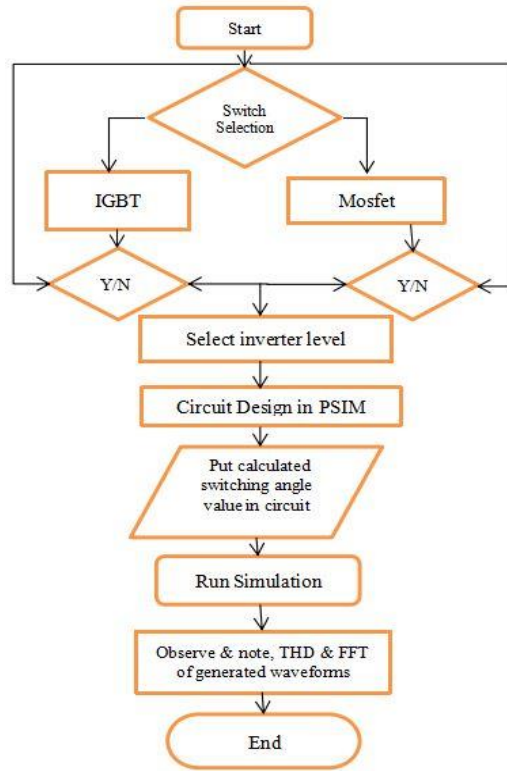 Start
Switch
Selection
IGBT
Mosfet
Y/N
Y/N
Select inverter level
Circuit Design in PSIM
Put calculated
switching angle
value in circuit
Run Simulation
Observe & note, THD & FFT
of generated waveforms
End